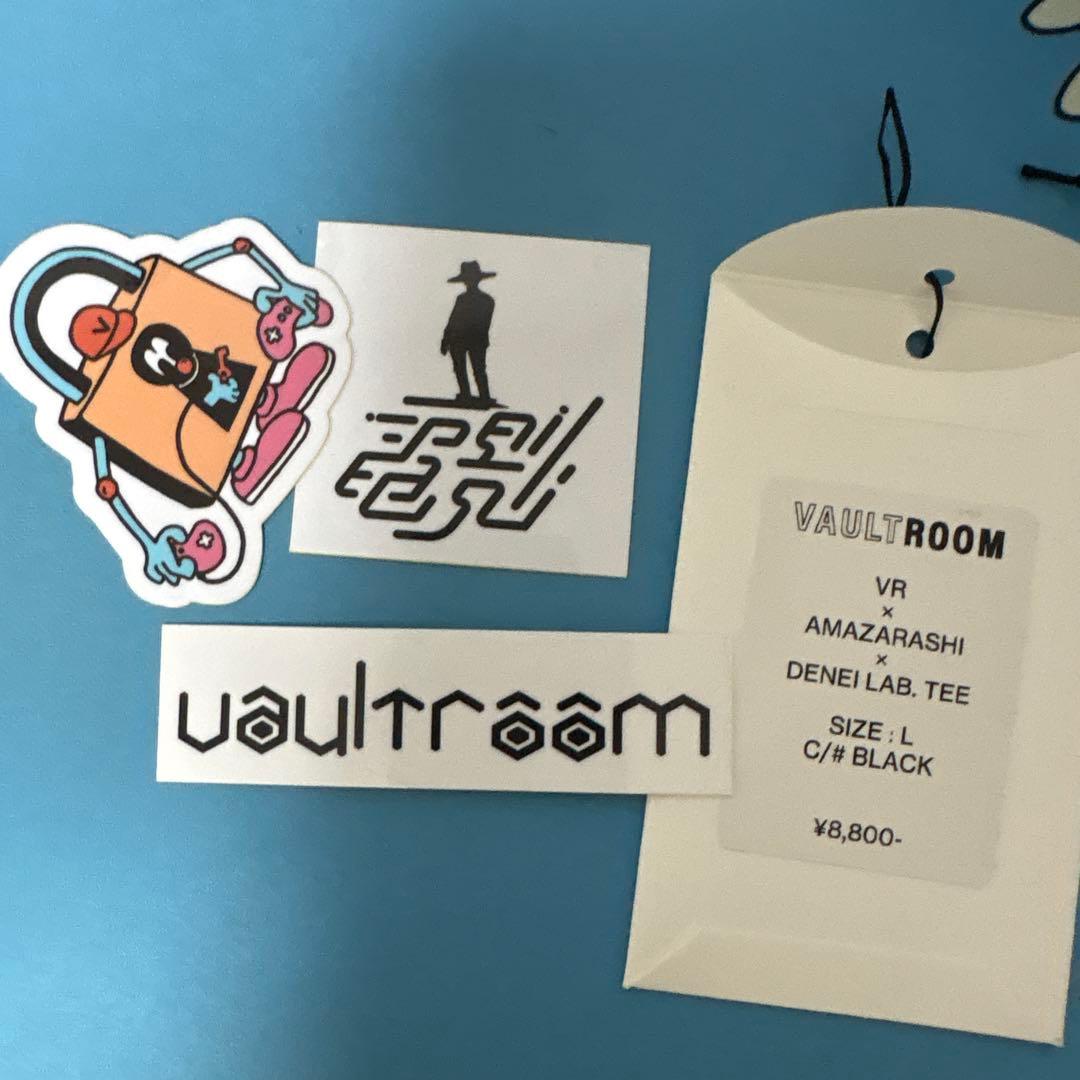 V
vaultroom
VAULTROOM
VR
×
AMAZARASHI
×
DENEI LAB. TEE
SIZE : L
C/# BLACK
¥8,800-